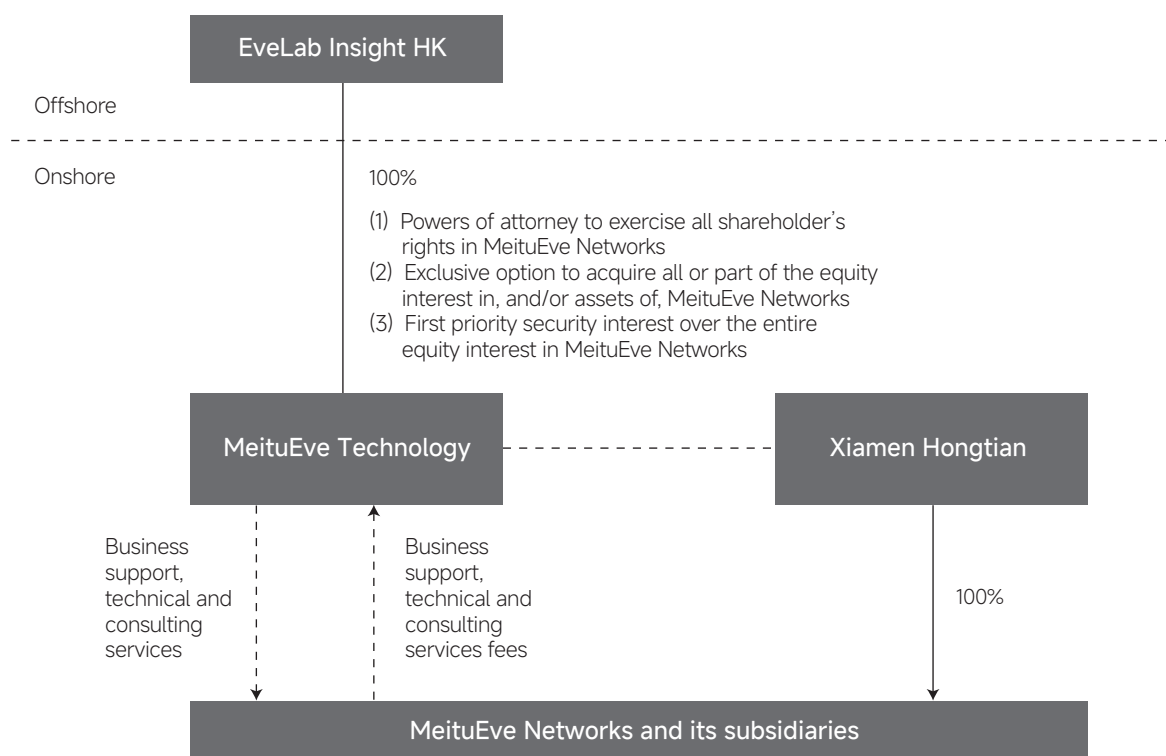 EveLab Insight HK
Offshore
Onshore
100%
(1) Powers of attorney to exercise all shareholder’s
rights in MeituEve Networks
(2) Exclusive option to acquire all or part of the equity
interest in, and/or assets of, MeituEve Networks
(3) First priority security interest over the entire
equity interest in MeituEve Networks
MeituEve Technology
Xiamen Hongtian
Business
support,
technical and
consulting
services
Business
support,
technical and
consulting
services fees
100%
MeituEve Networks and its subsidiaries